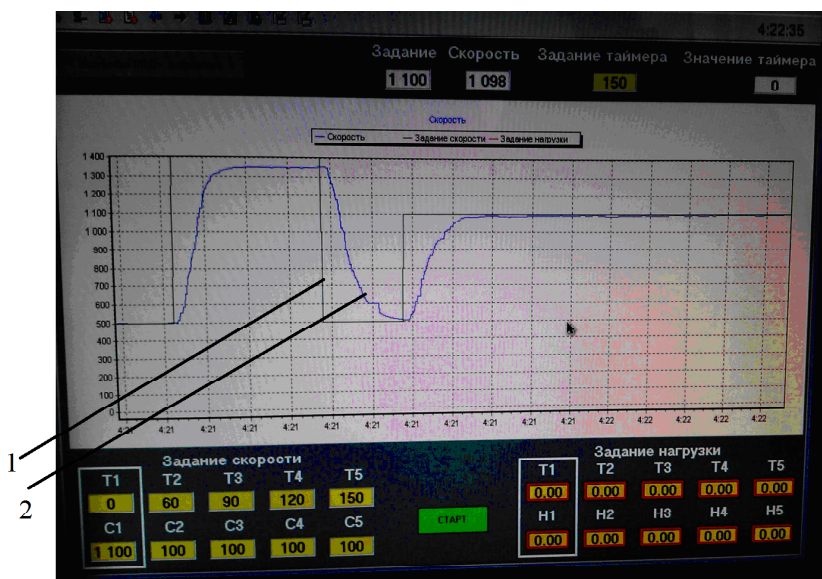 4:22:35
Задание Скорость Задание таймера Значение таймера
1 100 1 098 150 0
Скорость
Скорость Задание скорости Задание нагрузки
1 400
1 300
1 200
1 100
1 000
900
800
700
600
500
400
300
200
100
0
4:21 4:21 4:21 4:21 4:21 4:21 4:21 4:21 4:21 4:21 4:21 4:21 4:22 4:22 4:22 4:22 4:22
1
2
Задание скорости
T1 T2 T3 T4 T5
0 60 90 120 150
C1 C2 C3 C4 C5
1 100 100 100 100 100
СТАРТ
Задание нагрузки
T1 T2 T3 T4 T5
0.00 0.00 0.00 0.00 0.00
H1 H2 H3 H4 H5
0.00 0.00 0.00 0.00 0.00